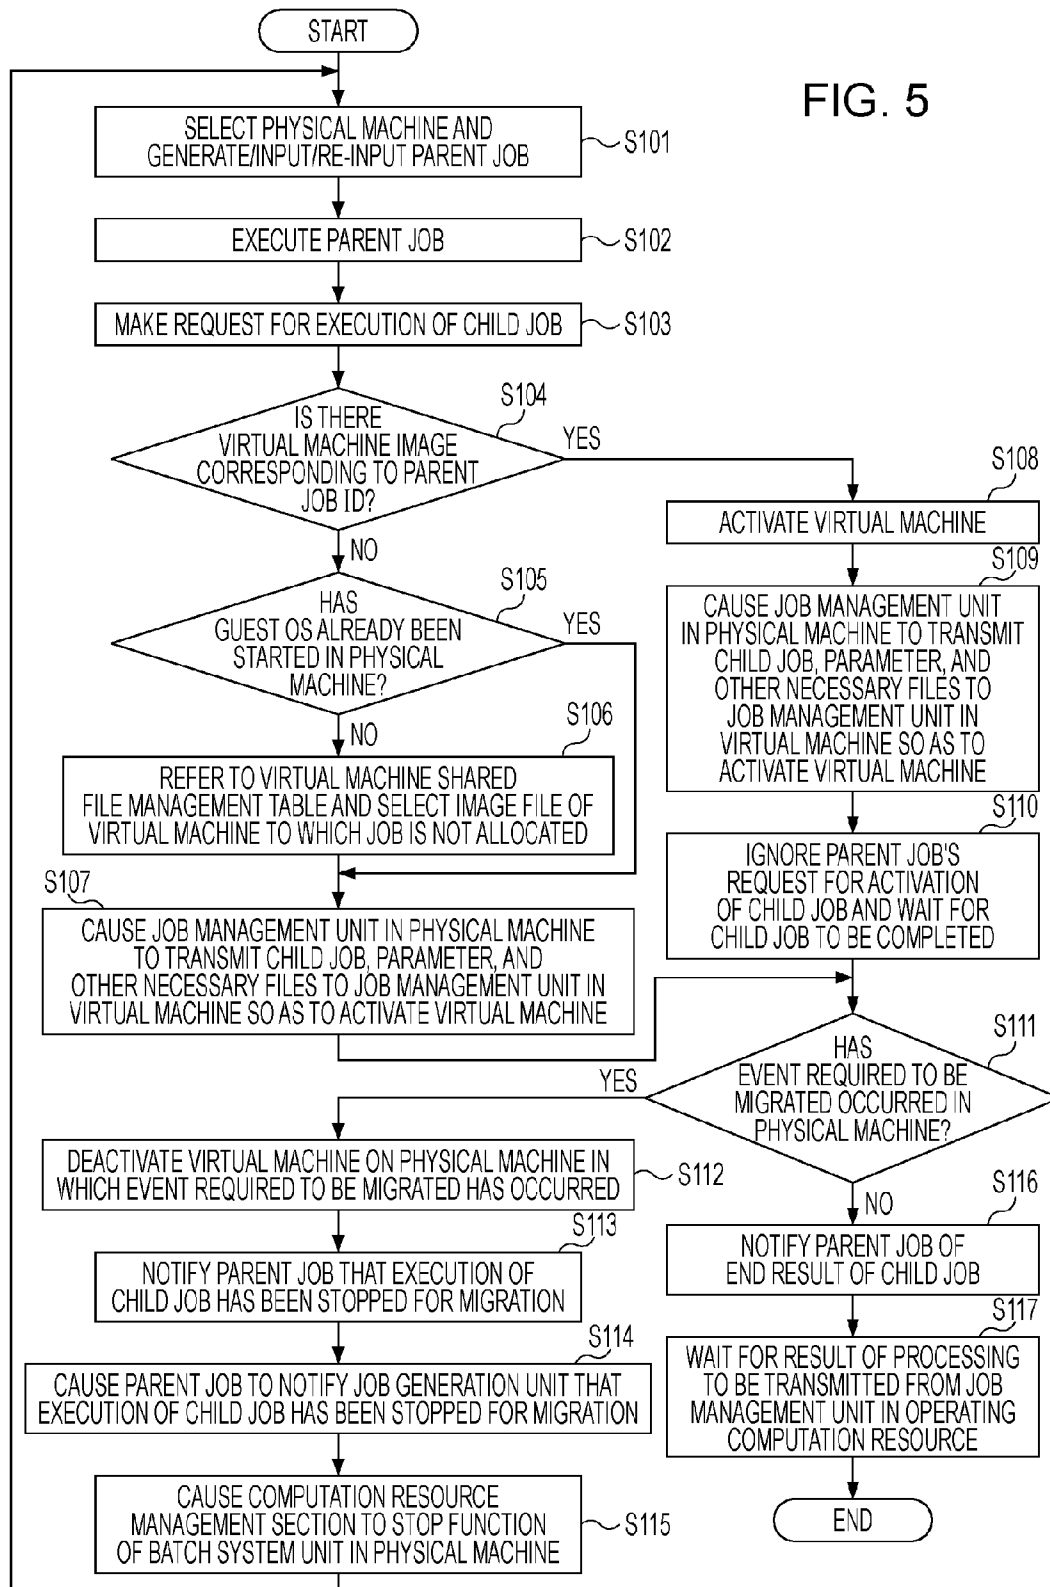 START
FIG. 5
SELECT PHYSICAL MACHINE AND
GENERATE/INPUT/RE-INPUT PARENT JOB
S101
EXECUTE PARENT JOB
S102
MAKE REQUEST FOR EXECUTION OF CHILD JOB
S103
S104
IS THERE
VIRTUAL MACHINE IMAGE
CORRESPONDING TO PARENT
JOB ID?
YES
NO
S105
HAS
GUEST OS ALREADY BEEN
STARTED IN PHYSICAL
MACHINE?
YES
NO
S106
REFER TO VIRTUAL MACHINE SHARED
FILE MANAGEMENT TABLE AND SELECT IMAGE FILE OF
VIRTUAL MACHINE TO WHICH JOB IS NOT ALLOCATED
S107
CAUSE JOB MANAGEMENT UNIT IN PHYSICAL MACHINE
TO TRANSMIT CHILD JOB, PARAMETER, AND
OTHER NECESSARY FILES TO JOB MANAGEMENT UNIT IN
VIRTUAL MACHINE SO AS TO ACTIVATE VIRTUAL MACHINE
S108
ACTIVATE VIRTUAL MACHINE
S109
CAUSE JOB MANAGEMENT UNIT
IN PHYSICAL MACHINE TO TRANSMIT
CHILD JOB, PARAMETER, AND
OTHER NECESSARY FILES TO
JOB MANAGEMENT UNIT IN
VIRTUAL MACHINE SO AS TO
ACTIVATE VIRTUAL MACHINE
S110
IGNORE PARENT JOB'S
REQUEST FOR ACTIVATION
OF CHILD JOB AND WAIT FOR
CHILD JOB TO BE COMPLETED
S111
HAS
EVENT REQUIRED TO BE
MIGRATED OCCURRED IN
PHYSICAL MACHINE?
YES
NO
DEACTIVATE VIRTUAL MACHINE ON PHYSICAL MACHINE IN
WHICH EVENT REQUIRED TO BE MIGRATED HAS OCCURRED
S112
S113
NOTIFY PARENT JOB THAT EXECUTION OF
CHILD JOB HAS BEEN STOPPED FOR MIGRATION
S114
CAUSE PARENT JOB TO NOTIFY JOB GENERATION UNIT THAT
EXECUTION OF CHILD JOB HAS BEEN STOPPED FOR MIGRATION
CAUSE COMPUTATION RESOURCE
MANAGEMENT SECTION TO STOP FUNCTION
OF BATCH SYSTEM UNIT IN PHYSICAL MACHINE
S115
S116
NOTIFY PARENT JOB OF
END RESULT OF CHILD JOB
S117
WAIT FOR RESULT OF PROCESSING
TO BE TRANSMITTED FROM JOB
MANAGEMENT UNIT IN OPERATING
COMPUTATION RESOURCE
END